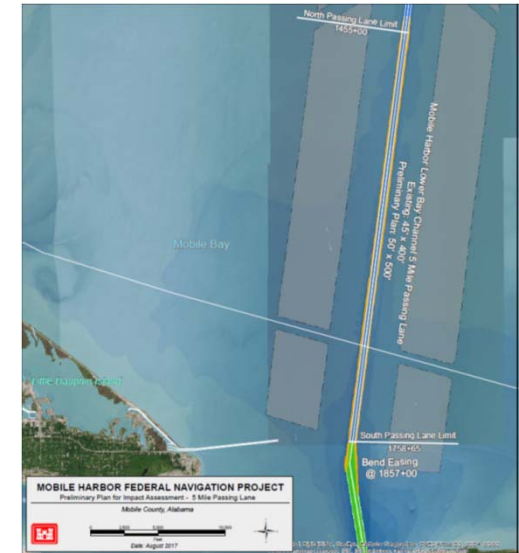 North Passing Lane Limit
1455+00
Mobile Harbor Lower Bay Channel 5 Mile Passing Lane
Existing: 45' x 400'
Preliminary Plan: 50' x 500'
Mobile Bay
South Passing Lane Limit
1758+65
Bend Easing
@ 1857+00
MOBILE HARBOR FEDERAL NAVIGATION PROJECT
Preliminary Plan for Impact Assessment - 5 Mile Passing Lane
Mobile County, Alabama
Feet
Date: August 2017